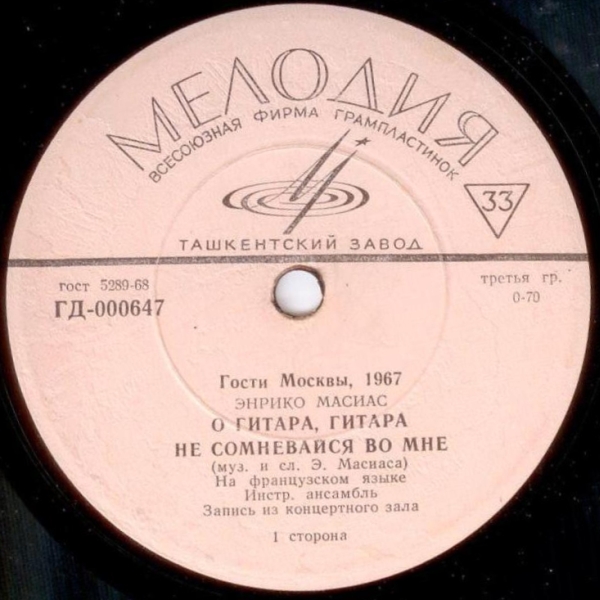 МЕЛОДИЯ
ВСЕСОЮЗНАЯ ФИРМА ГРАМПЛАСТИНОК
33
ТАШКЕНТСКИЙ ЗАВОД
гост 5289-68
ГД-000647
третья гр.
0-70
Гости Москвы, 1967
ЭНРИКО МАСИАС
О ГИТАРА, ГИТАРА
НЕ СОМНЕВАЙСЯ ВО МНЕ
(муз. и сл. Э. Масиаса)
На французском языке
Инстр. ансамбль
Запись из концертного зала
1 сторона